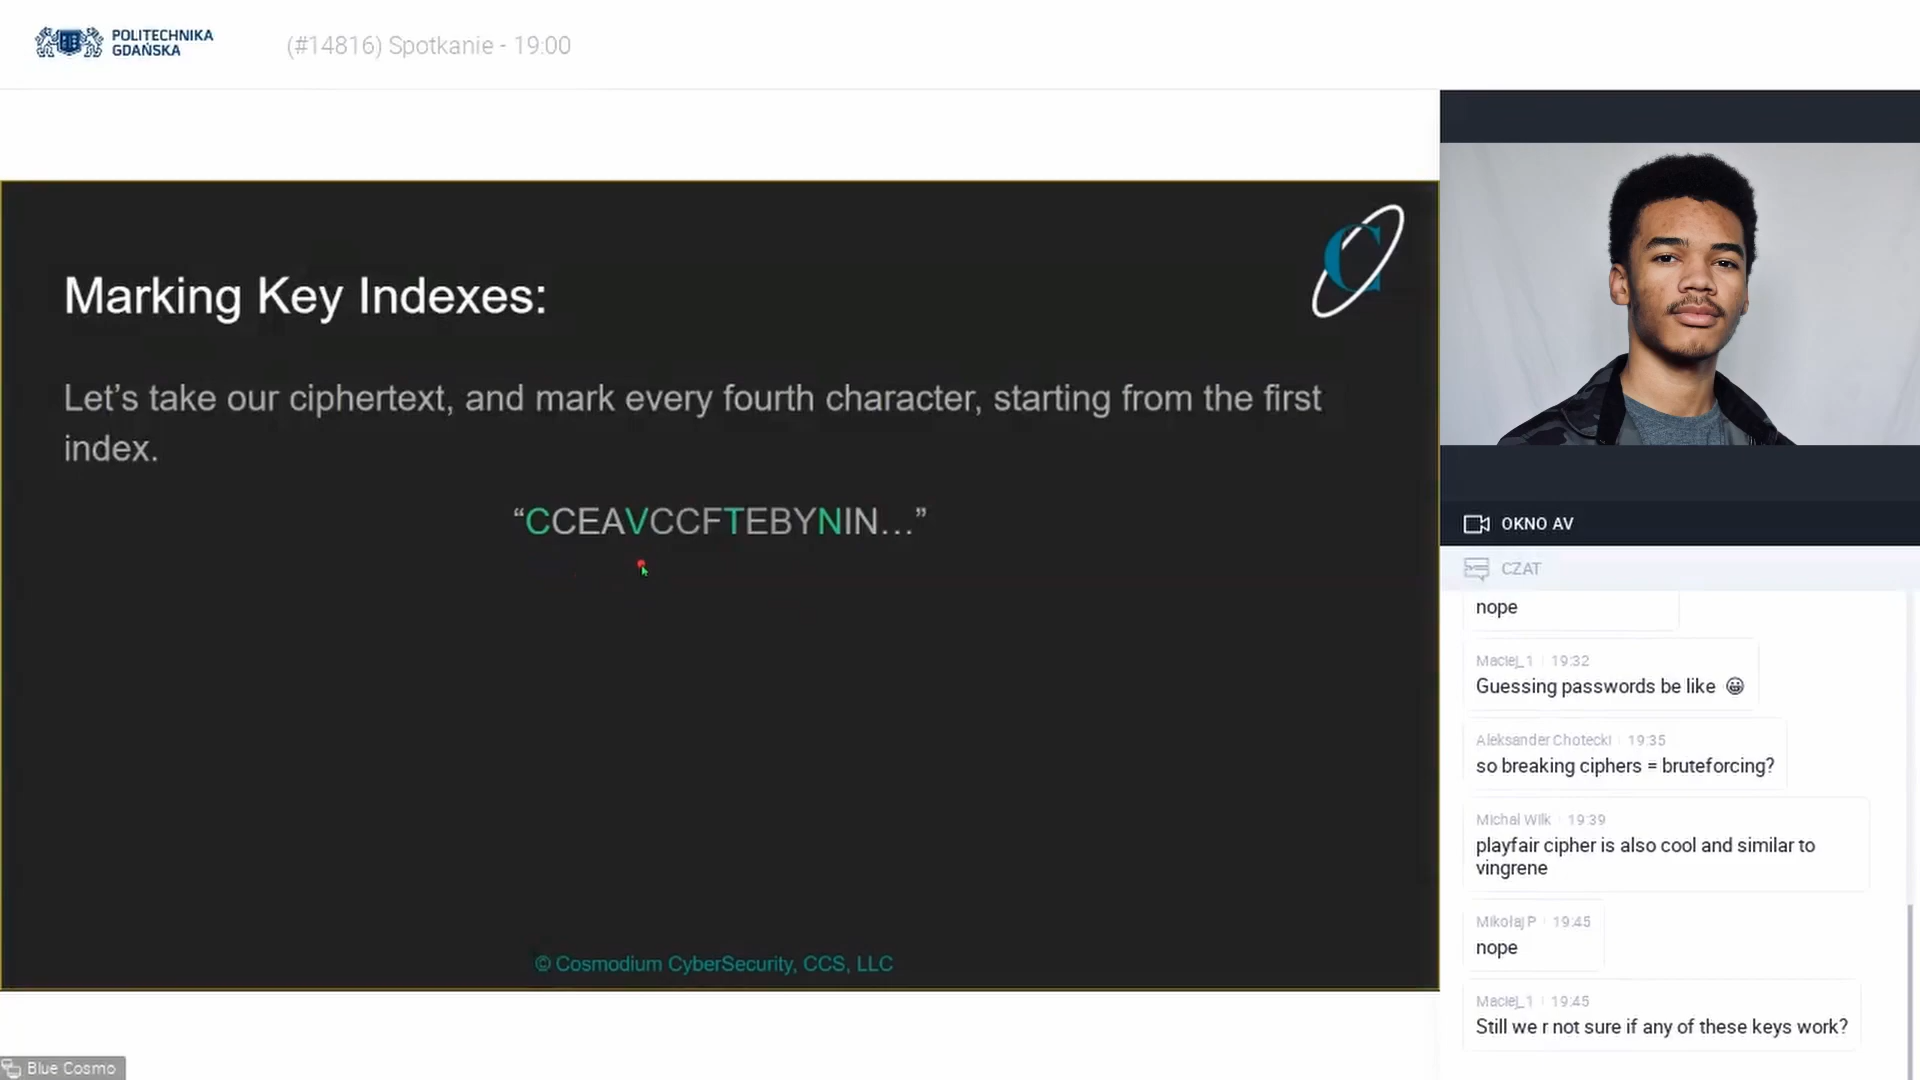 POLITECHNIKA
GDAŃSKA
(#14816) Spotkanie - 19:00
Marking Key Indexes:
Let's take our ciphertext, and mark every fourth character, starting from the first
index.
“CCEAVCCFTEBYNIN...”
© Cosmodium CyberSecurity, CCS, LLC
Blue Cosmo
OKNO AV
CZAT
nope
Maciej_1 19:32
Guessing passwords be like 😀
Aleksander Chotecki 19:35
so breaking ciphers = bruteforcing?
Michał Wilk 19:39
playfair cipher is also cool and similar to
vingrene
Mikołaj P 19:45
nope
Maciej_1 19:45
Still we r not sure if any of these keys work?